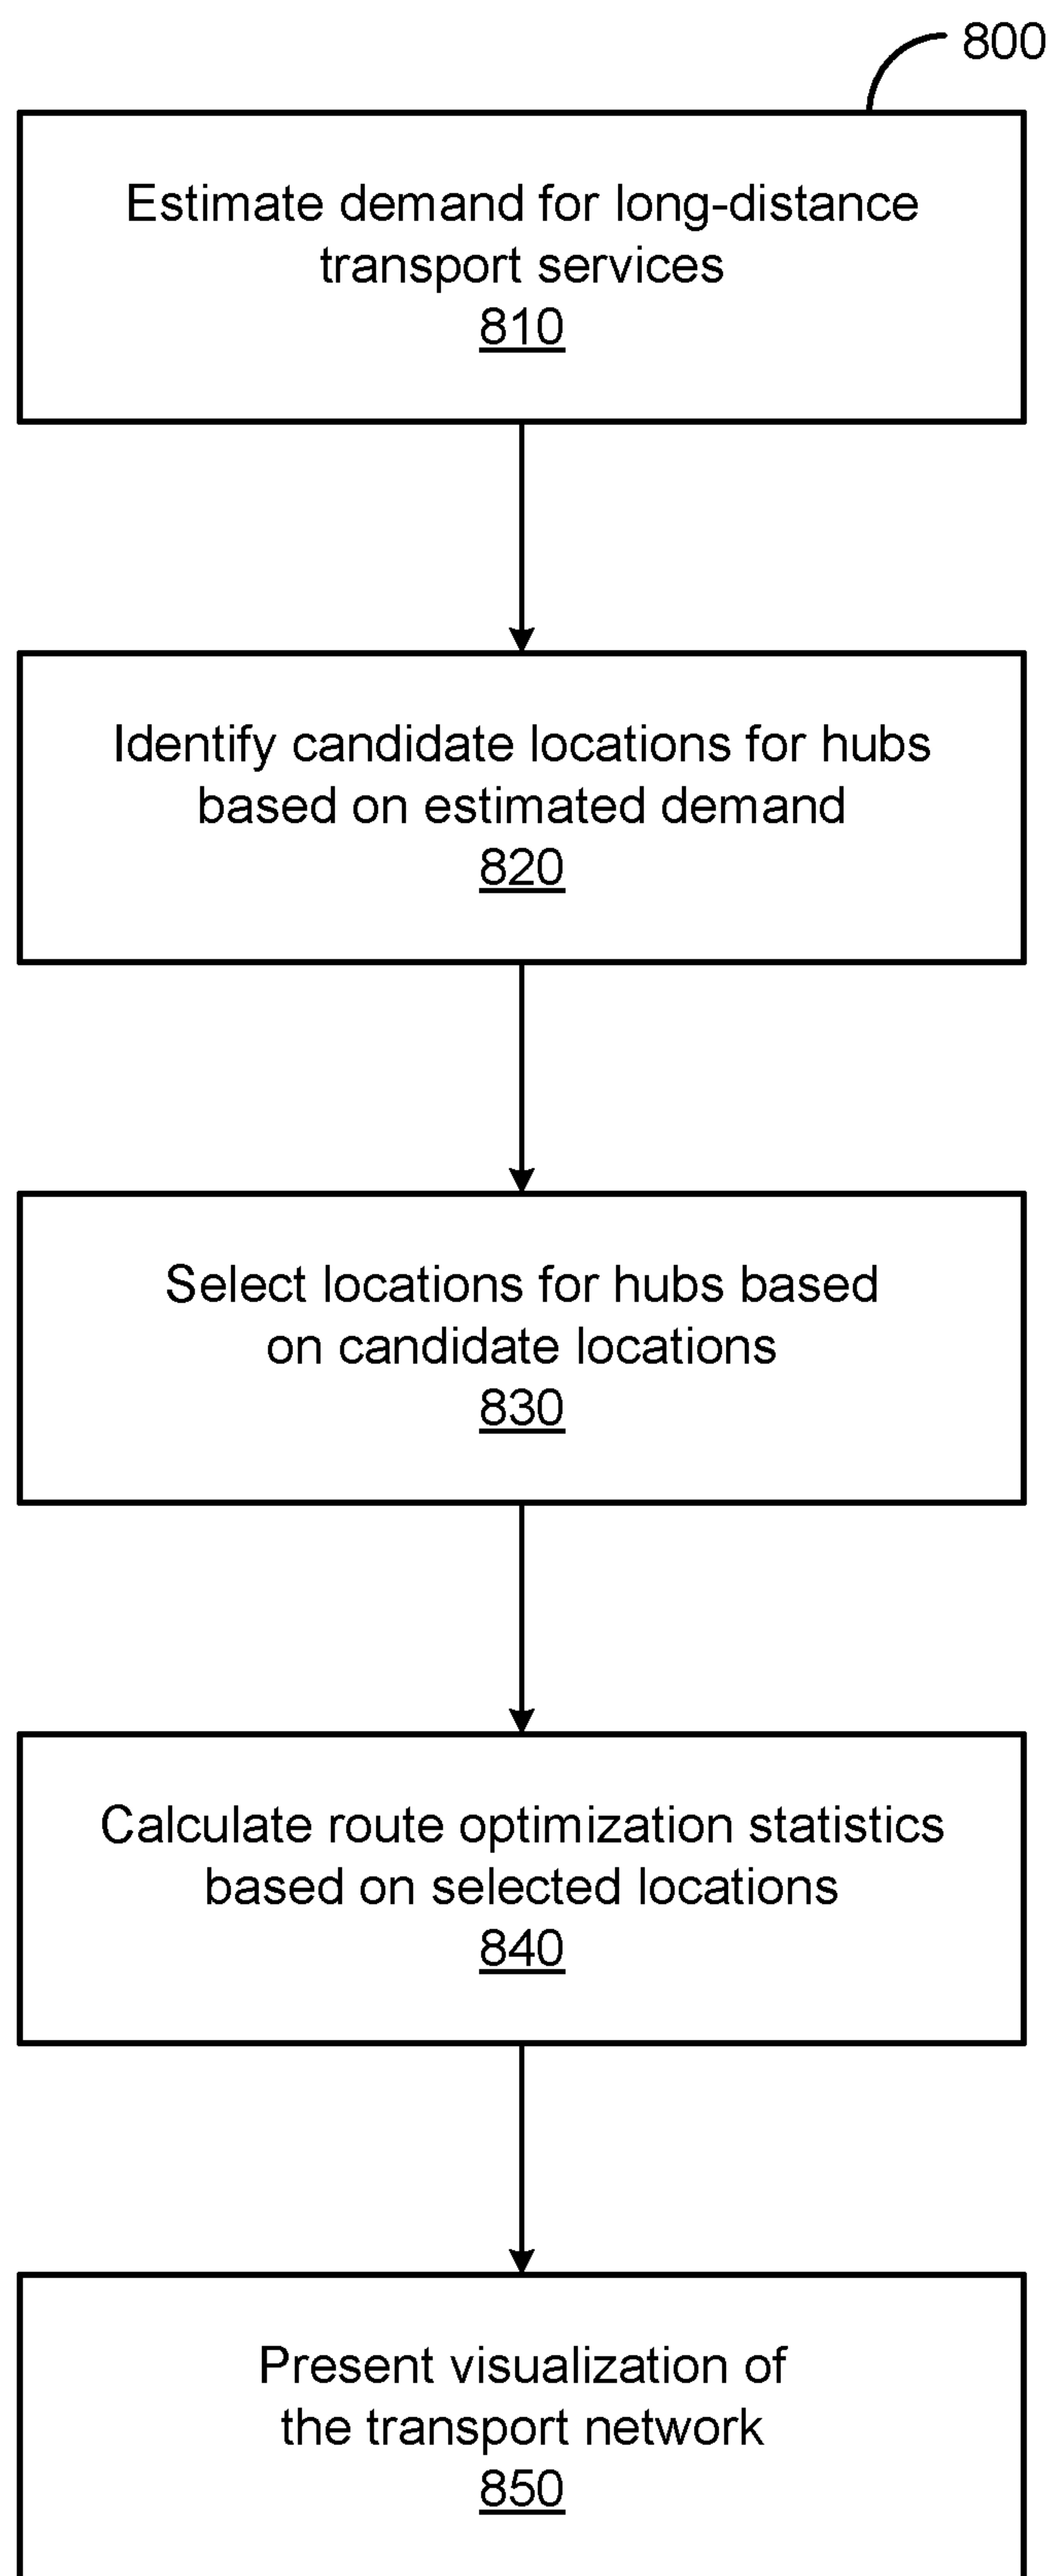 800
Estimate demand for long-distance
transport services
810
Identify candidate locations for hubs
based on estimated demand
820
Select locations for hubs based
on candidate locations
830
Calculate route optimization statistics
based on selected locations
840
Present visualization of
the transport network
850